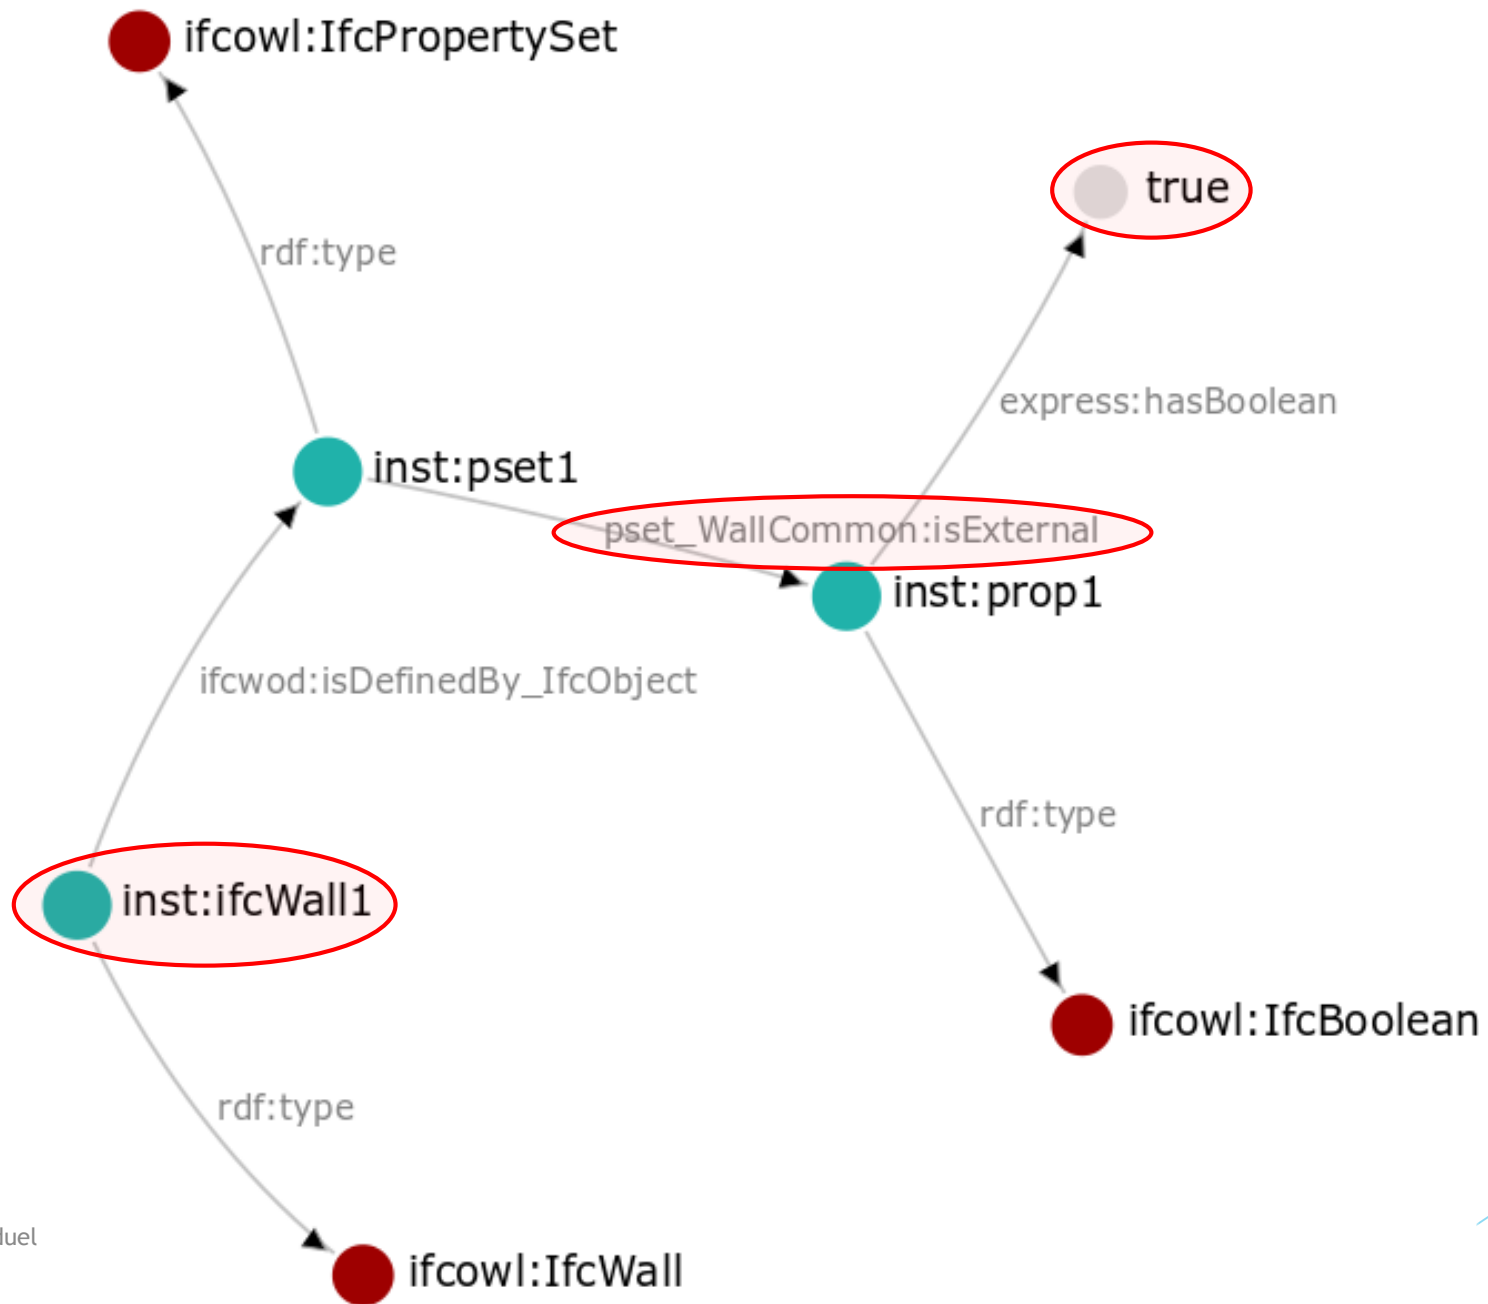 ifcowl:IfcPropertySet
true
rdf:type
express:hasBoolean
inst:pset1
pset_WallCommon:isExternal
inst:prop1
ifcwod:isDefinedBy_IfcObject
rdf:type
inst:ifcWall1
ifcowl:IfcBoolean
rdf:type
ifcowl:IfcWall